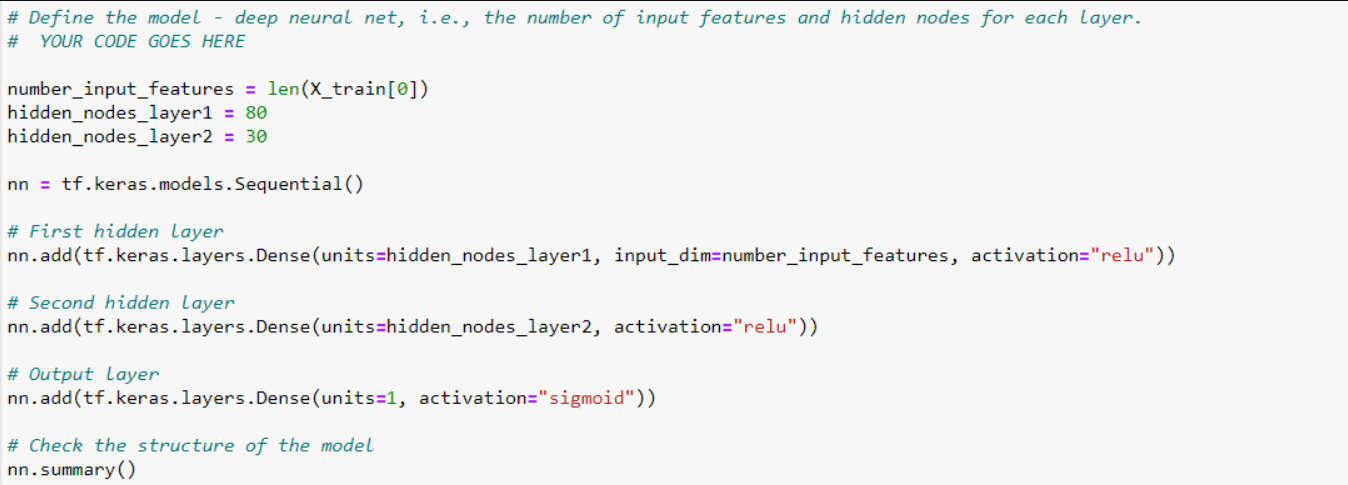 # Define the model - deep neural net, i.e., the number of input features and hidden nodes for each layer.
#  YOUR CODE GOES HERE
number_input_features = len(X_train[0])
hidden_nodes_layer1 = 80
hidden_nodes_layer2 = 30
nn = tf.keras.models.Sequential()
# First hidden layer
nn.add(tf.keras.layers.Dense(units=hidden_nodes_layer1, input_dim=number_input_features, activation="relu"))
# Second hidden layer
nn.add(tf.keras.layers.Dense(units=hidden_nodes_layer2, activation="relu"))
# Output layer
nn.add(tf.keras.layers.Dense(units=1, activation="sigmoid"))
# Check the structure of the model
nn.summary()